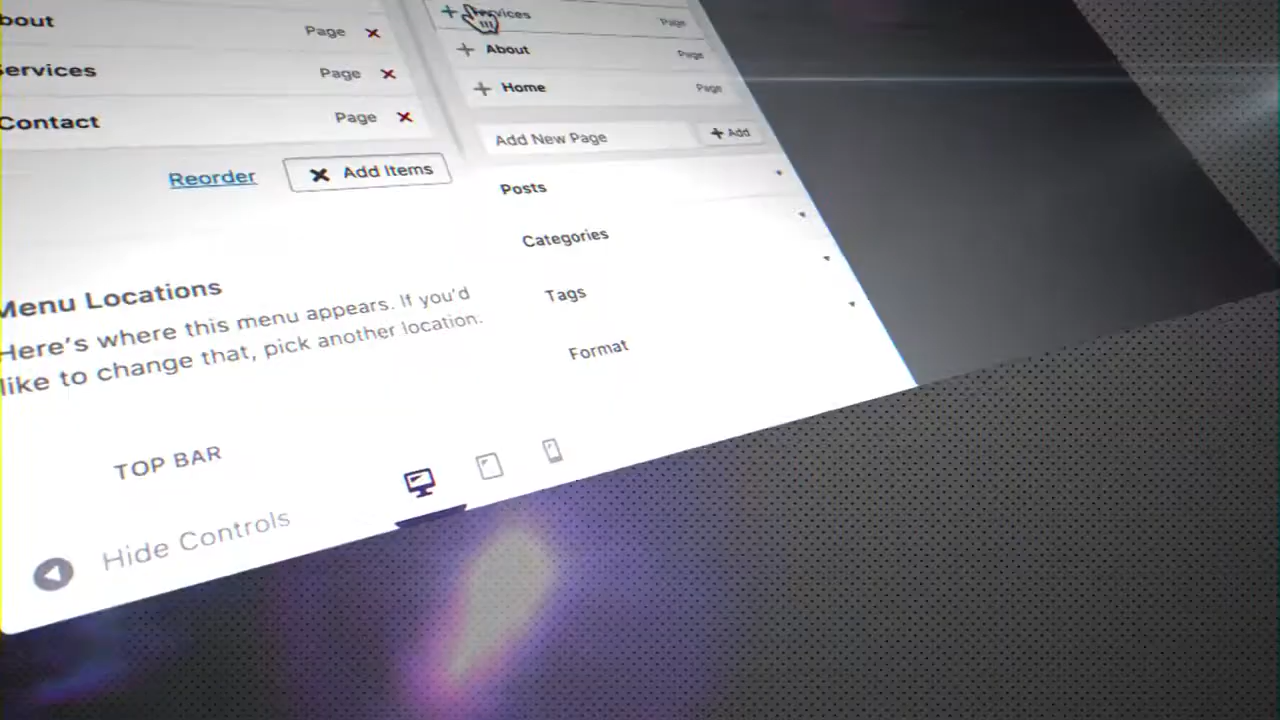 bout Page
ervices Page
Contact Page
Reorder Add Items
Menu Locations
Here's where this menu appears. If you'd
like to change that, pick another location.
TOP BAR
Hide Controls
Services Page
About Page
Home Page
Add New Page Add
Posts
Categories
Tags
Format